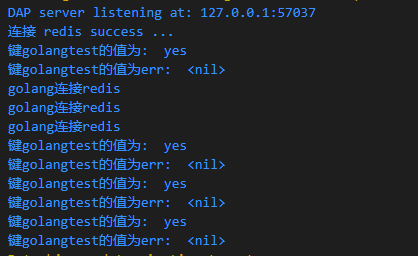 DAP server listening at: 127.0.0.1:57037
连接 redis success ...
键golangtest的值为:  yes
键golangtest的值为err:  <nil>
golang连接redis
golang连接redis
golang连接redis
键golangtest的值为:  yes
键golangtest的值为err:  <nil>
键golangtest的值为:  yes
键golangtest的值为err:  <nil>
键golangtest的值为:  yes
键golangtest的值为err:  <nil>